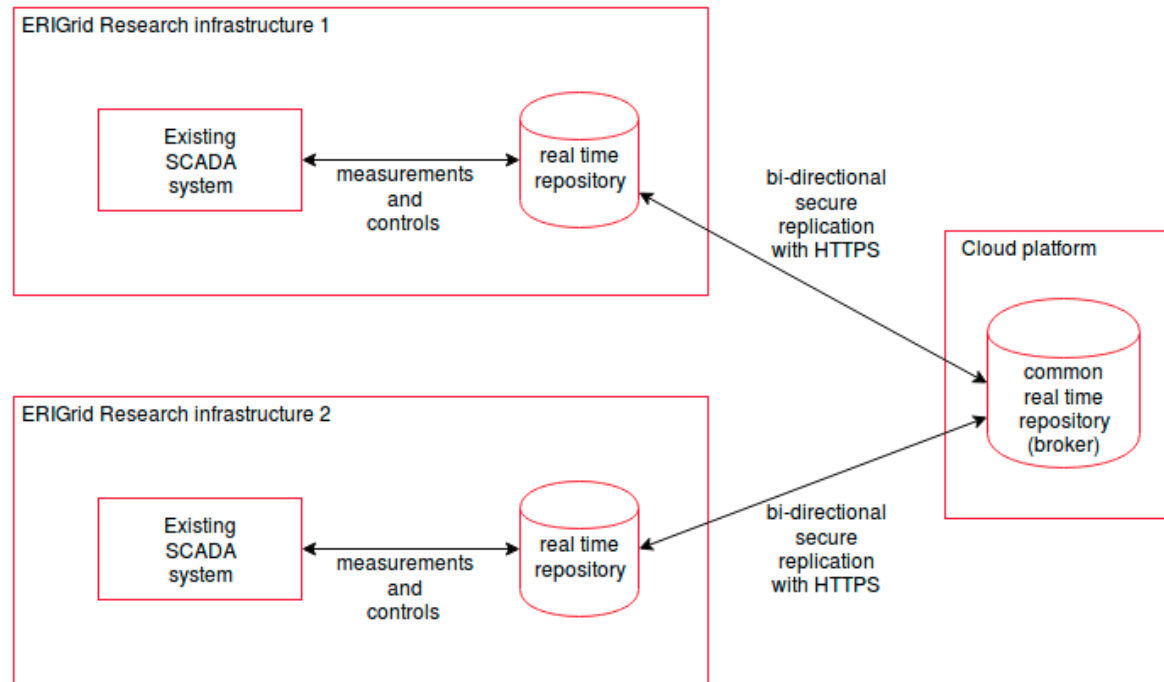 ERIGrid Research infrastructure 1
Existing
SCADA
system
measurements
and
controls
real time
repository
bi-directional
secure
replication
with HTTPS
Cloud platform
common
real time
repository
(broker)
ERIGrid Research infrastructure 2
Existing
SCADA
system
measurements
and
controls
real time
repository
bi-directional
secure
replication
with HTTPS